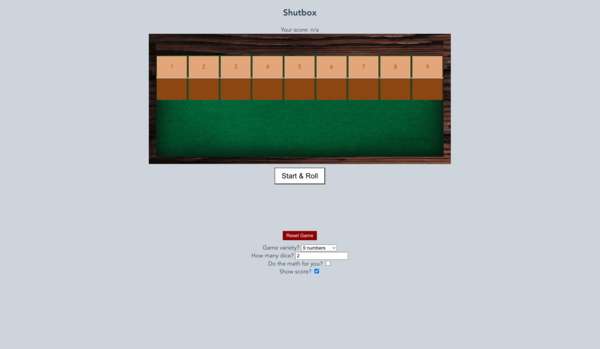 Shutbox
Your score: n/a
1 2 3 4 5 6 7 8 9
Start & Roll
Reset Game
Game variety? 9 numbers
How many dice? 2
Do the math for you?
Show score?